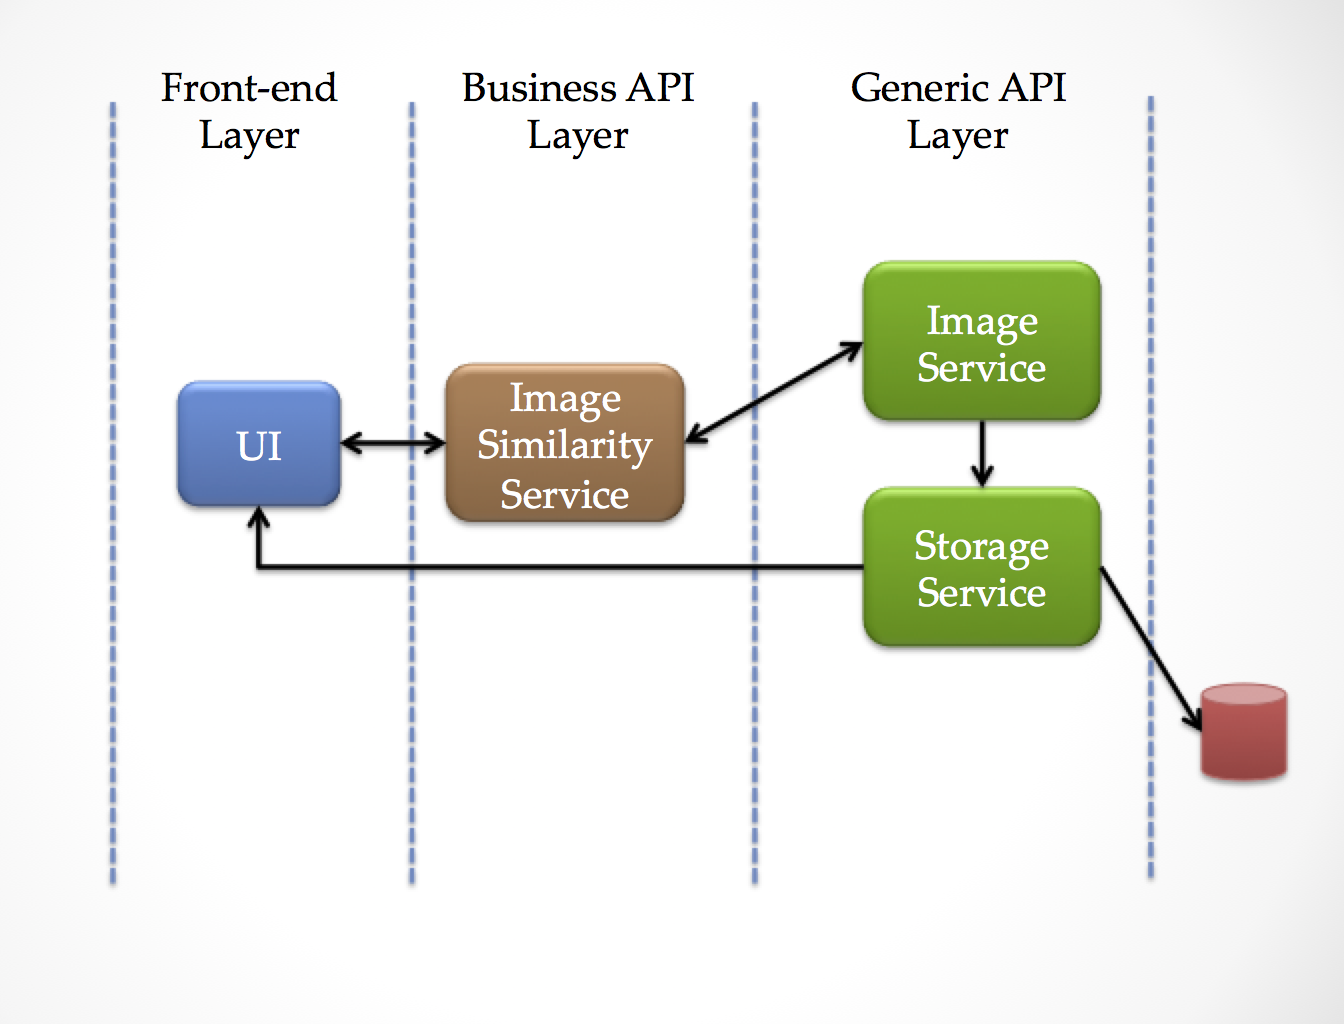 Front-end
Layer
Business API
Layer
Generic API
Layer
UI
Image
Similarity
Service
Image
Service
Storage
Service